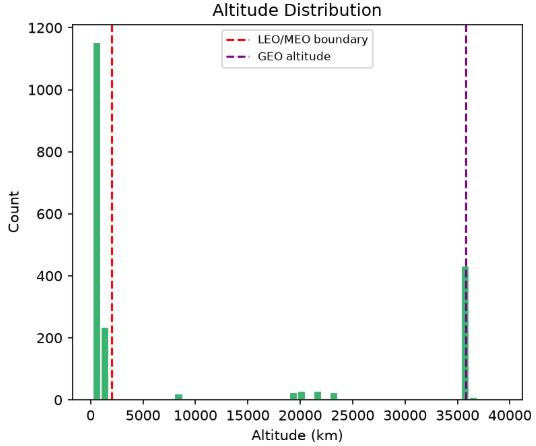 Altitude Distribution
LEO/MEO boundary
GEO altitude
1200
1000
800
600
400
200
0
Count
0 5000 10000 15000 20000 25000 30000 35000 40000
Altitude (km)